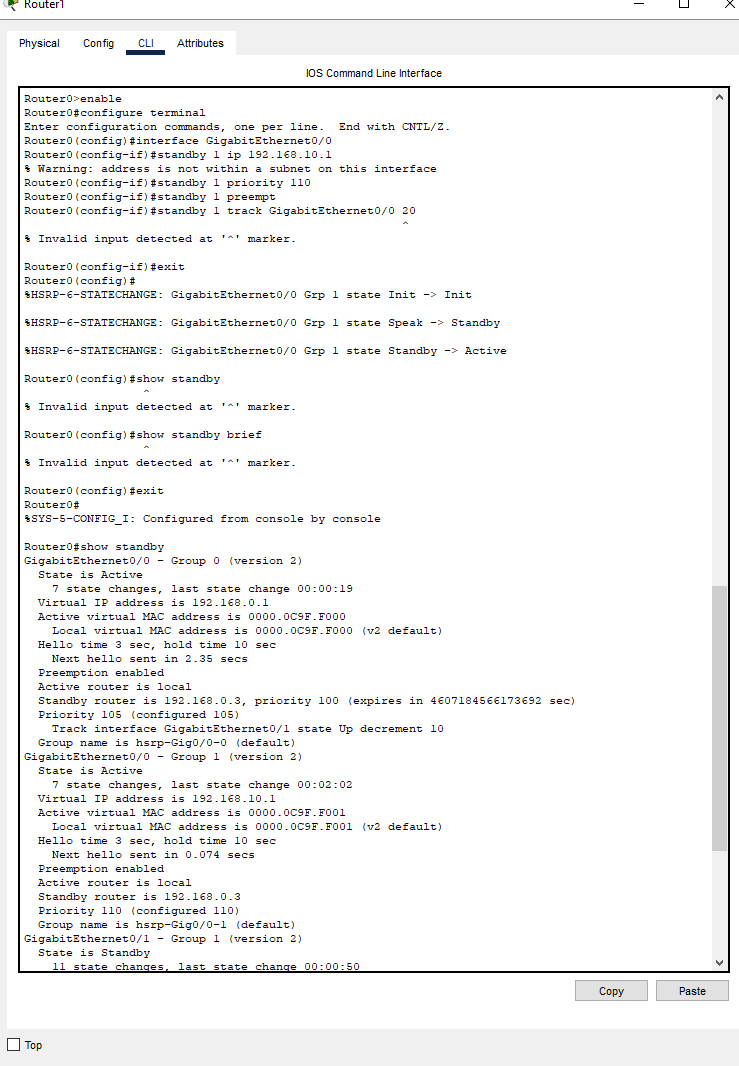 Router1
Physical Config CLI Attributes
IOS Command Line Interface
Router0>enable
Router0#configure terminal
Enter configuration commands, one per line.  End with CNTL/Z.
Router0(config)#interface GigabitEthernet0/0
Router0(config-if)#standby 1 ip 192.168.10.1
% Warning: address is not within a subnet on this interface
Router0(config-if)#standby 1 priority 110
Router0(config-if)#standby 1 preempt
Router0(config-if)#standby 1 track GigabitEthernet0/0 20
^
% Invalid input detected at '^' marker.
Router0(config-if)#exit
Router0(config)#
%HSRP-6-STATECHANGE: GigabitEthernet0/0 Grp 1 state Init -> Init
%HSRP-6-STATECHANGE: GigabitEthernet0/0 Grp 1 state Speak -> Standby
%HSRP-6-STATECHANGE: GigabitEthernet0/0 Grp 1 state Standby -> Active
Router0(config)#show standby
^
% Invalid input detected at '^' marker.
Router0(config)#show standby brief
^
% Invalid input detected at '^' marker.
Router0(config)#exit
Router0#
%SYS-5-CONFIG_I: Configured from console by console
Router0#show standby
GigabitEthernet0/0 - Group 0 (version 2)
State is Active
7 state changes, last state change 00:00:19
Virtual IP address is 192.168.0.1
Active virtual MAC address is 0000.0C9F.F000
Local virtual MAC address is 0000.0C9F.F000 (v2 default)
Hello time 3 sec, hold time 10 sec
Next hello sent in 2.35 secs
Preemption enabled
Active router is local
Standby router is 192.168.0.3, priority 100 (expires in 4607184566173692 sec)
Priority 105 (configured 105)
Track interface GigabitEthernet0/1 state Up decrement 10
Group name is hsrp-Gig0/0-0 (default)
GigabitEthernet0/0 - Group 1 (version 2)
State is Active
7 state changes, last state change 00:02:02
Virtual IP address is 192.168.10.1
Active virtual MAC address is 0000.0C9F.F001
Local virtual MAC address is 0000.0C9F.F001 (v2 default)
Hello time 3 sec, hold time 10 sec
Next hello sent in 0.074 secs
Preemption enabled
Active router is local
Standby router is 192.168.0.3
Priority 110 (configured 110)
Group name is hsrp-Gig0/0-1 (default)
GigabitEthernet0/1 - Group 1 (version 2)
State is Standby
11 state changes, last state change 00:00:50
Copy Paste
Top